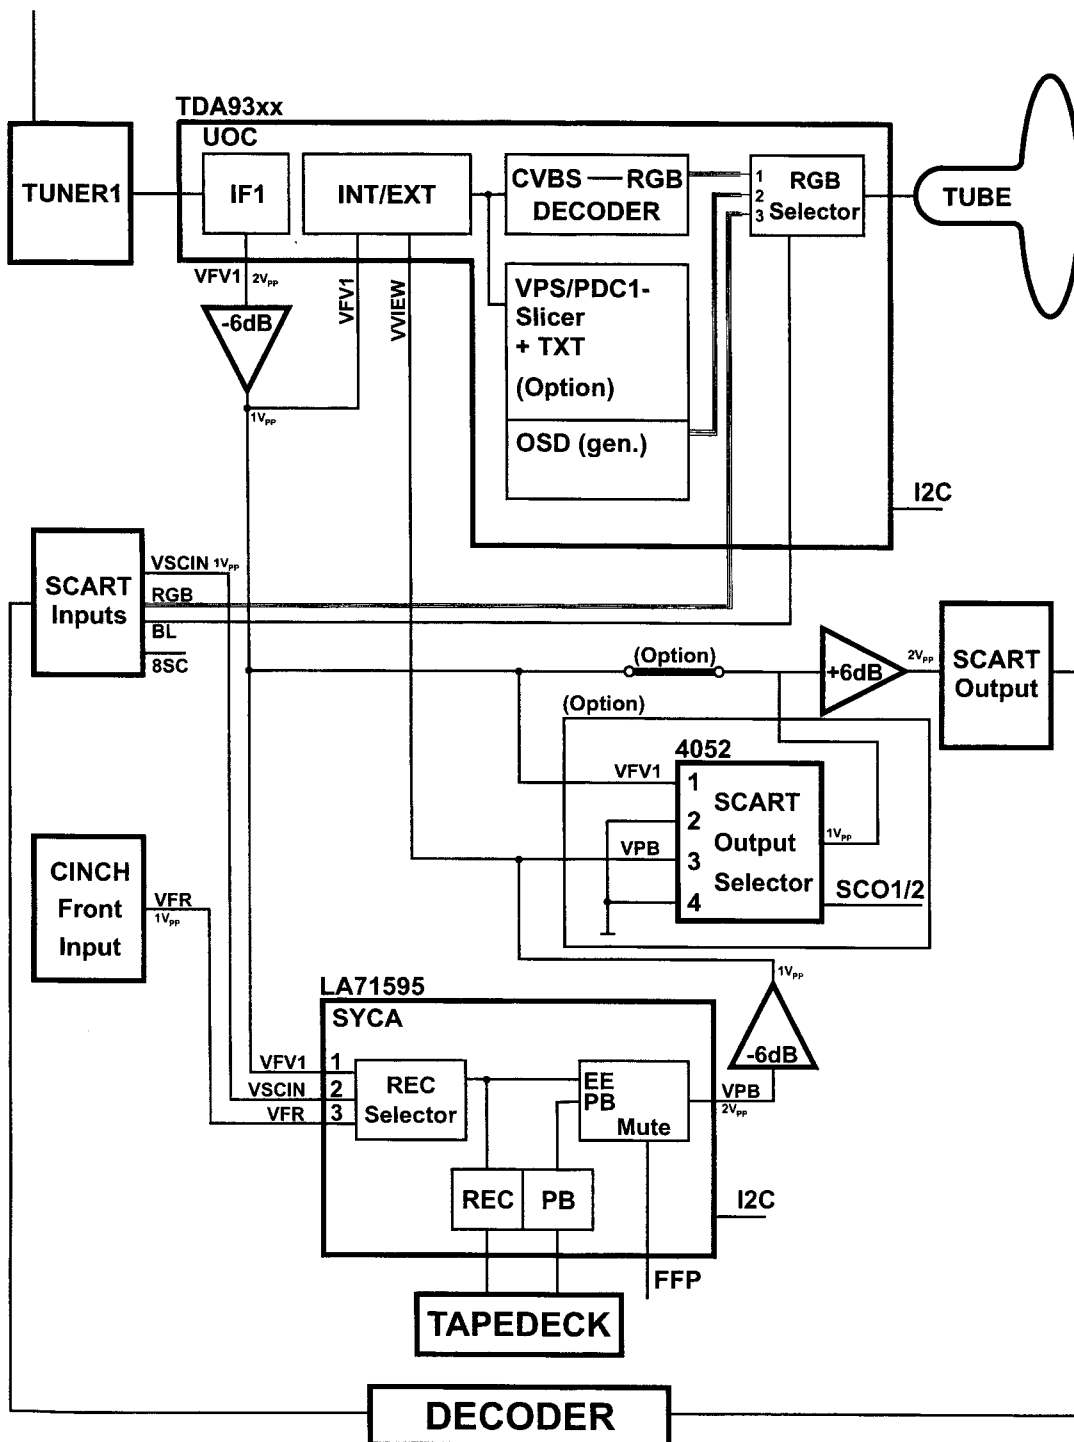 TDA93xx
UOC
TUNER1
IF1
INT/EXT
CVBS — RGB
DECODER
1
2
3
RGB
Selector
TUBE
VFV1 2Vpp
-6dB
VFV1
VVIEW
1Vpp
VPS/PDC1-
Slicer
+ TXT
(Option)
OSD (gen.)
I2C
SCART
Inputs
VSCIN 1Vpp
RGB
BL
8SC
(Option)
+6dB
2Vpp
SCART
Output
(Option)
4052
VFV1
VPB
1
2
3
4
SCART
Output
Selector
1Vpp
SCO1/2
CINCH
Front
Input
VFR
1Vpp
1Vpp
-6dB
LA71595
SYCA
VFV1 1
VSCIN 2
VFR 3
REC
Selector
EE
PB
Mute
VPB
2Vpp
REC
PB
I2C
FFP
TAPEDECK
DECODER